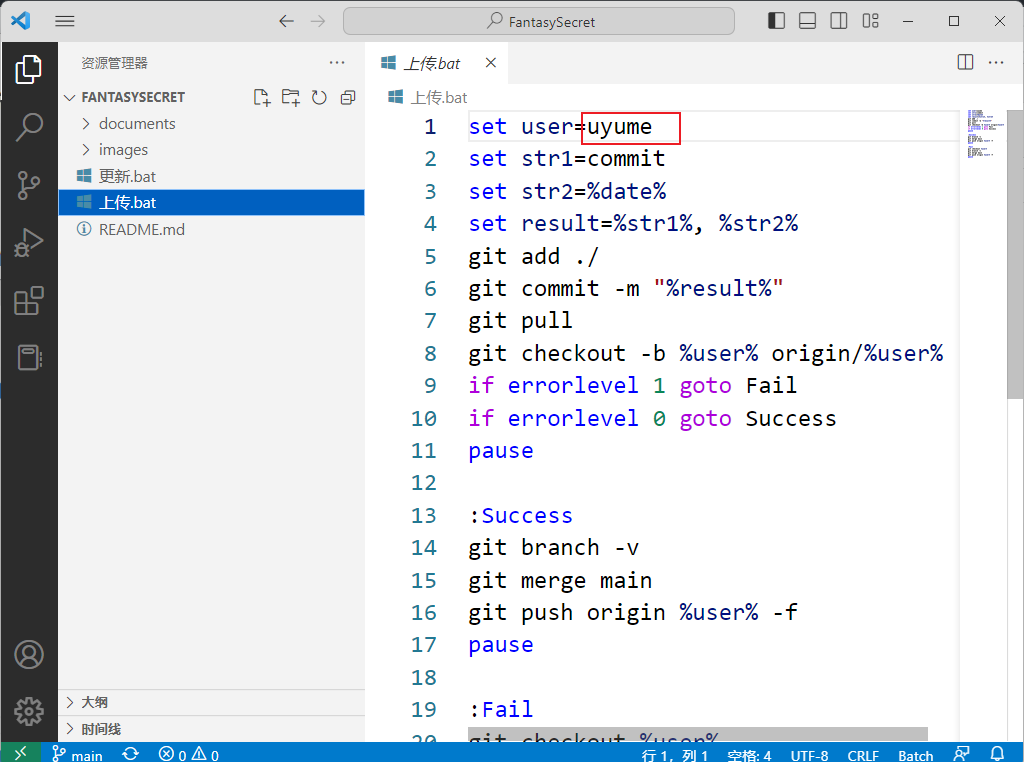 FantasySecret
资源管理器
上传.bat
FANTASYSECRET
上传.bat
documents
images
更新.bat
上传.bat
README.md
1 set user=uyume
2 set str1=commit
3 set str2=%date%
4 set result=%str1%, %str2%
5 git add ./
6 git commit -m "%result%"
7 git pull
8 git checkout -b %user% origin/%user%
9 if errorlevel 1 goto Fail
10 if errorlevel 0 goto Success
11 pause
12
13 :Success
14 git branch -v
15 git merge main
16 git push origin %user% -f
17 pause
18
19 :Fail
20 git checkout %user%
大纲
时间线
main 0 0 行 1, 列 1 空格: 4 UTF-8 CRLF Batch